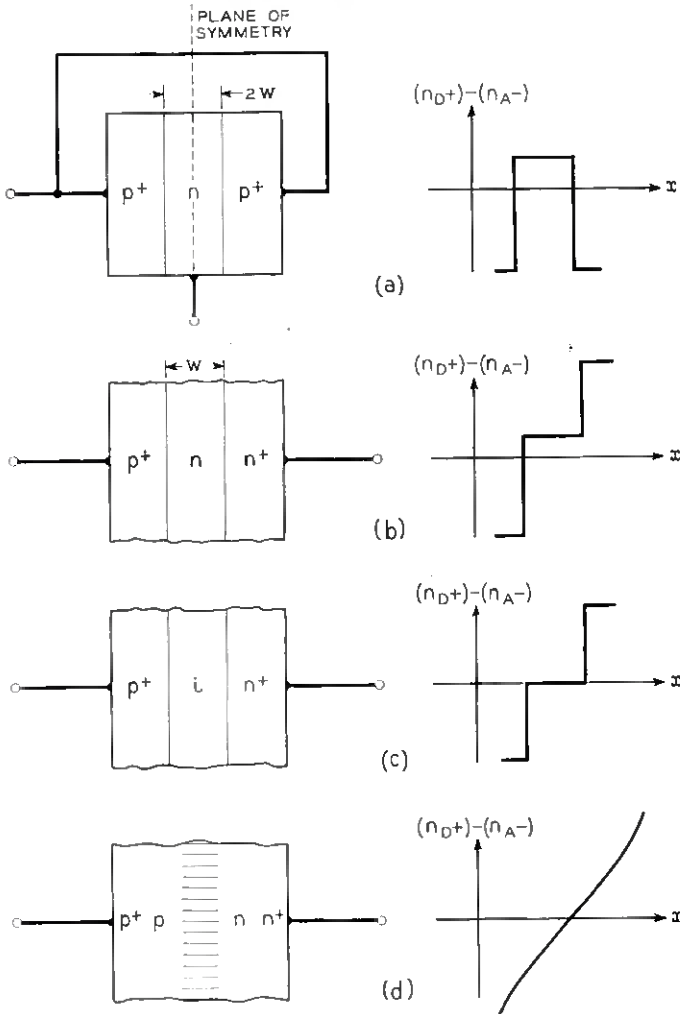 PLANE OF
SYMMETRY
2W
p+ n p+
(nD+)-(nA-)
x
(a)
W
p+ n n+
(nD+)-(nA-)
x
(b)
p+ i n+
(nD+)-(nA-)
x
(c)
p+ p n n+
(nD+)-(nA-)
x
(d)